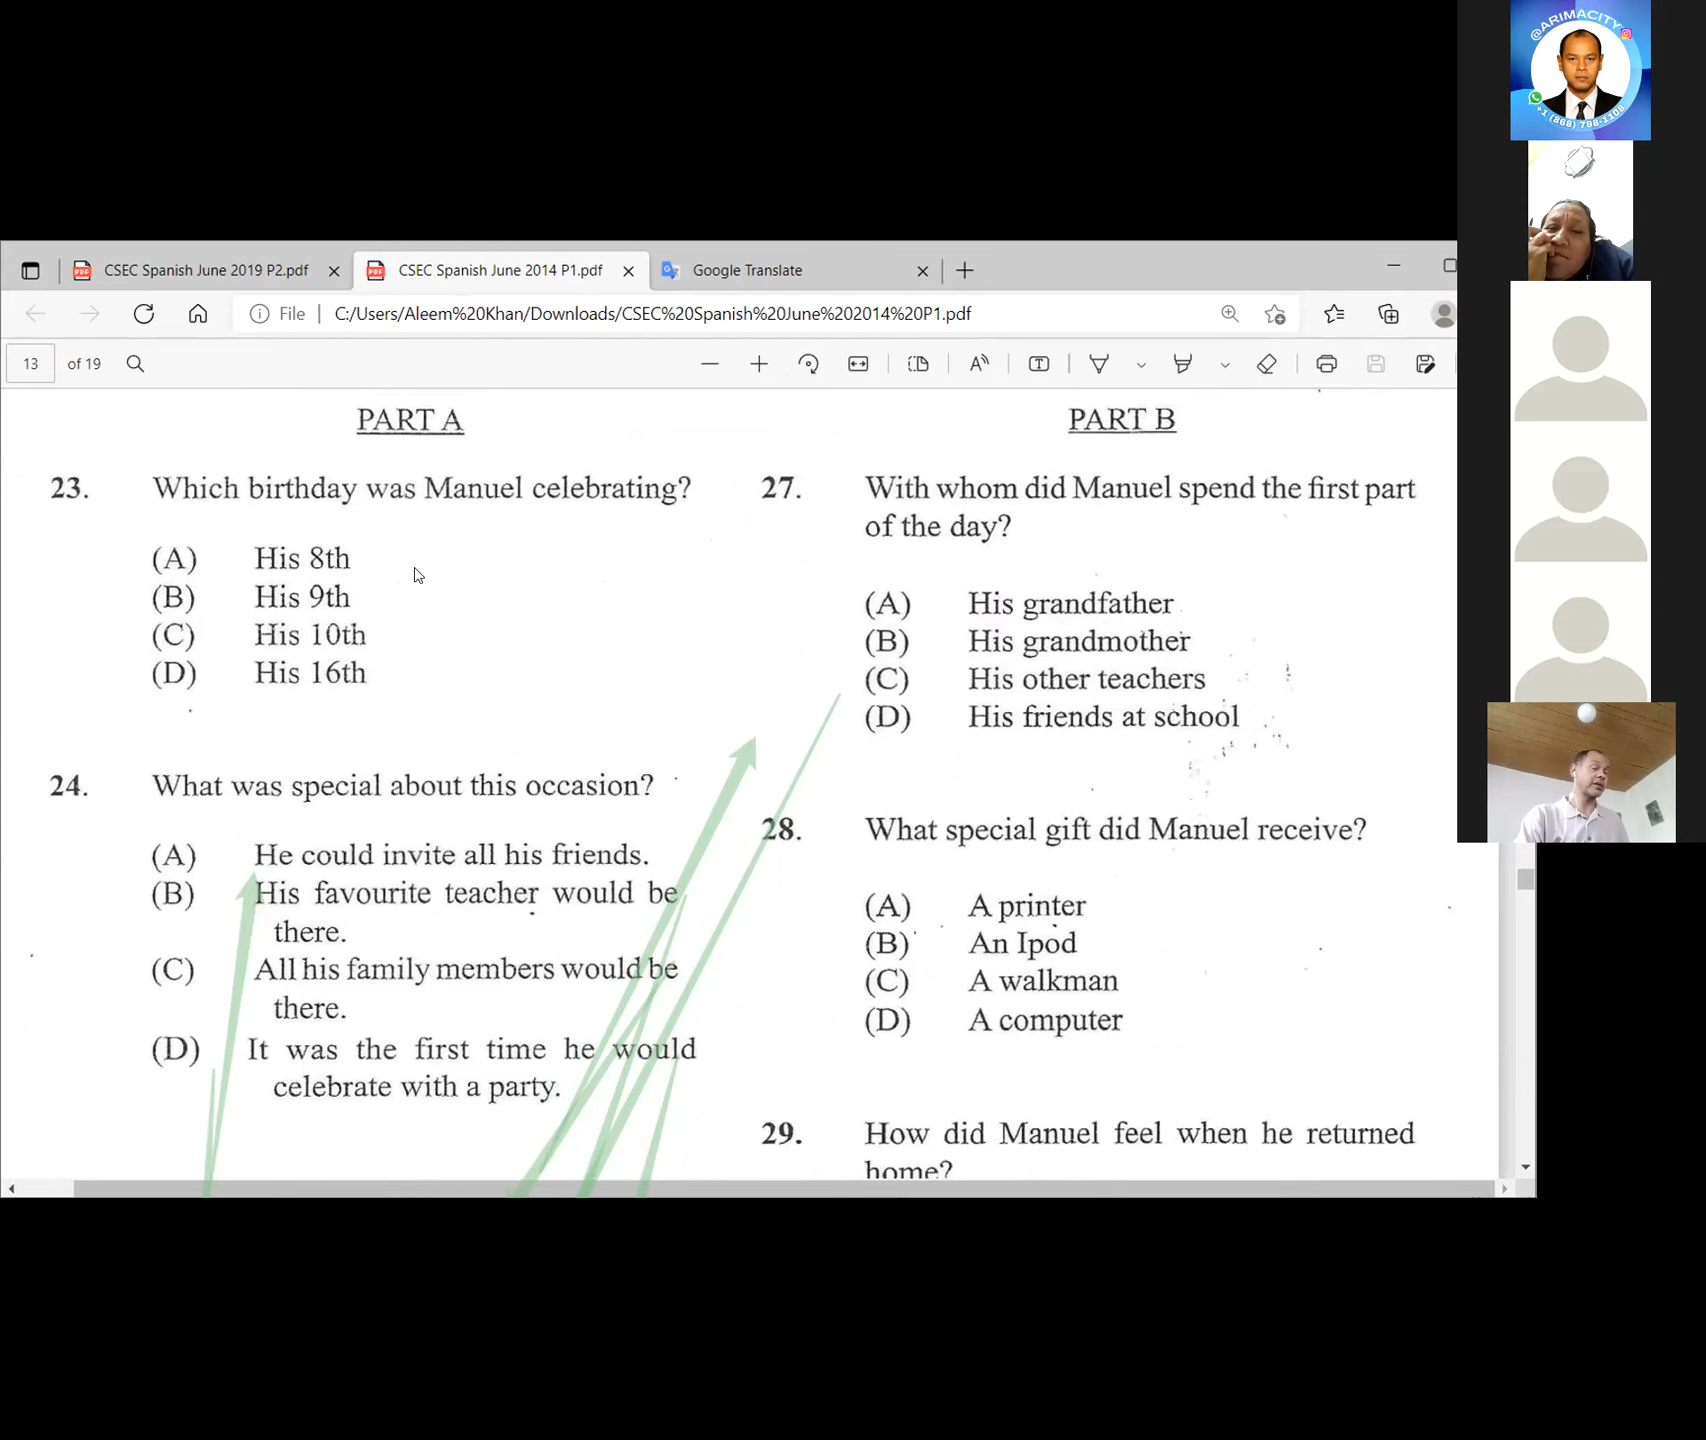 @ARIMACITY
+1 (868) 798-1108
CSEC Spanish June 2019 P2.pdf
CSEC Spanish June 2014 P1.pdf
Google Translate
File
C:/Users/Aleem%20Khan/Downloads/CSEC%20Spanish%20June%202014%20P1.pdf
13 of 19
PART A
23. Which birthday was Manuel celebrating?
(A) His 8th
(B) His 9th
(C) His 10th
(D) His 16th
24. What was special about this occasion?
(A) He could invite all his friends.
(B) His favourite teacher would be
there.
(C) All his family members would be
there.
(D) It was the first time he would
celebrate with a party.
PART B
27. With whom did Manuel spend the first part
of the day?
(A) His grandfather
(B) His grandmother
(C) His other teachers
(D) His friends at school
28. What special gift did Manuel receive?
(A) A printer
(B) An Ipod
(C) A walkman
(D) A computer
29. How did Manuel feel when he returned
home?